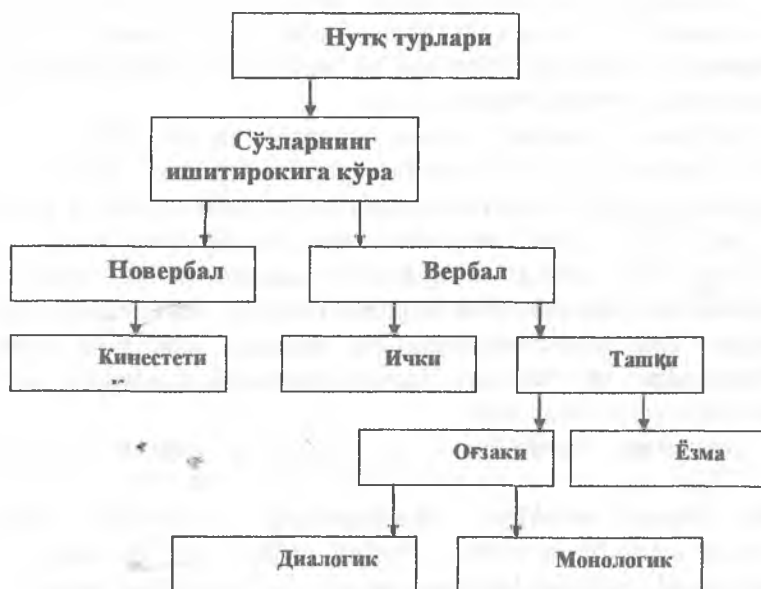 Нутқ турлари
Сўзларнинг
иштирокига кўра
Новербал
Вербал
Кинестети
Ички
Ташқи
Оғзаки
Ёзма
Диалогик
Монологик